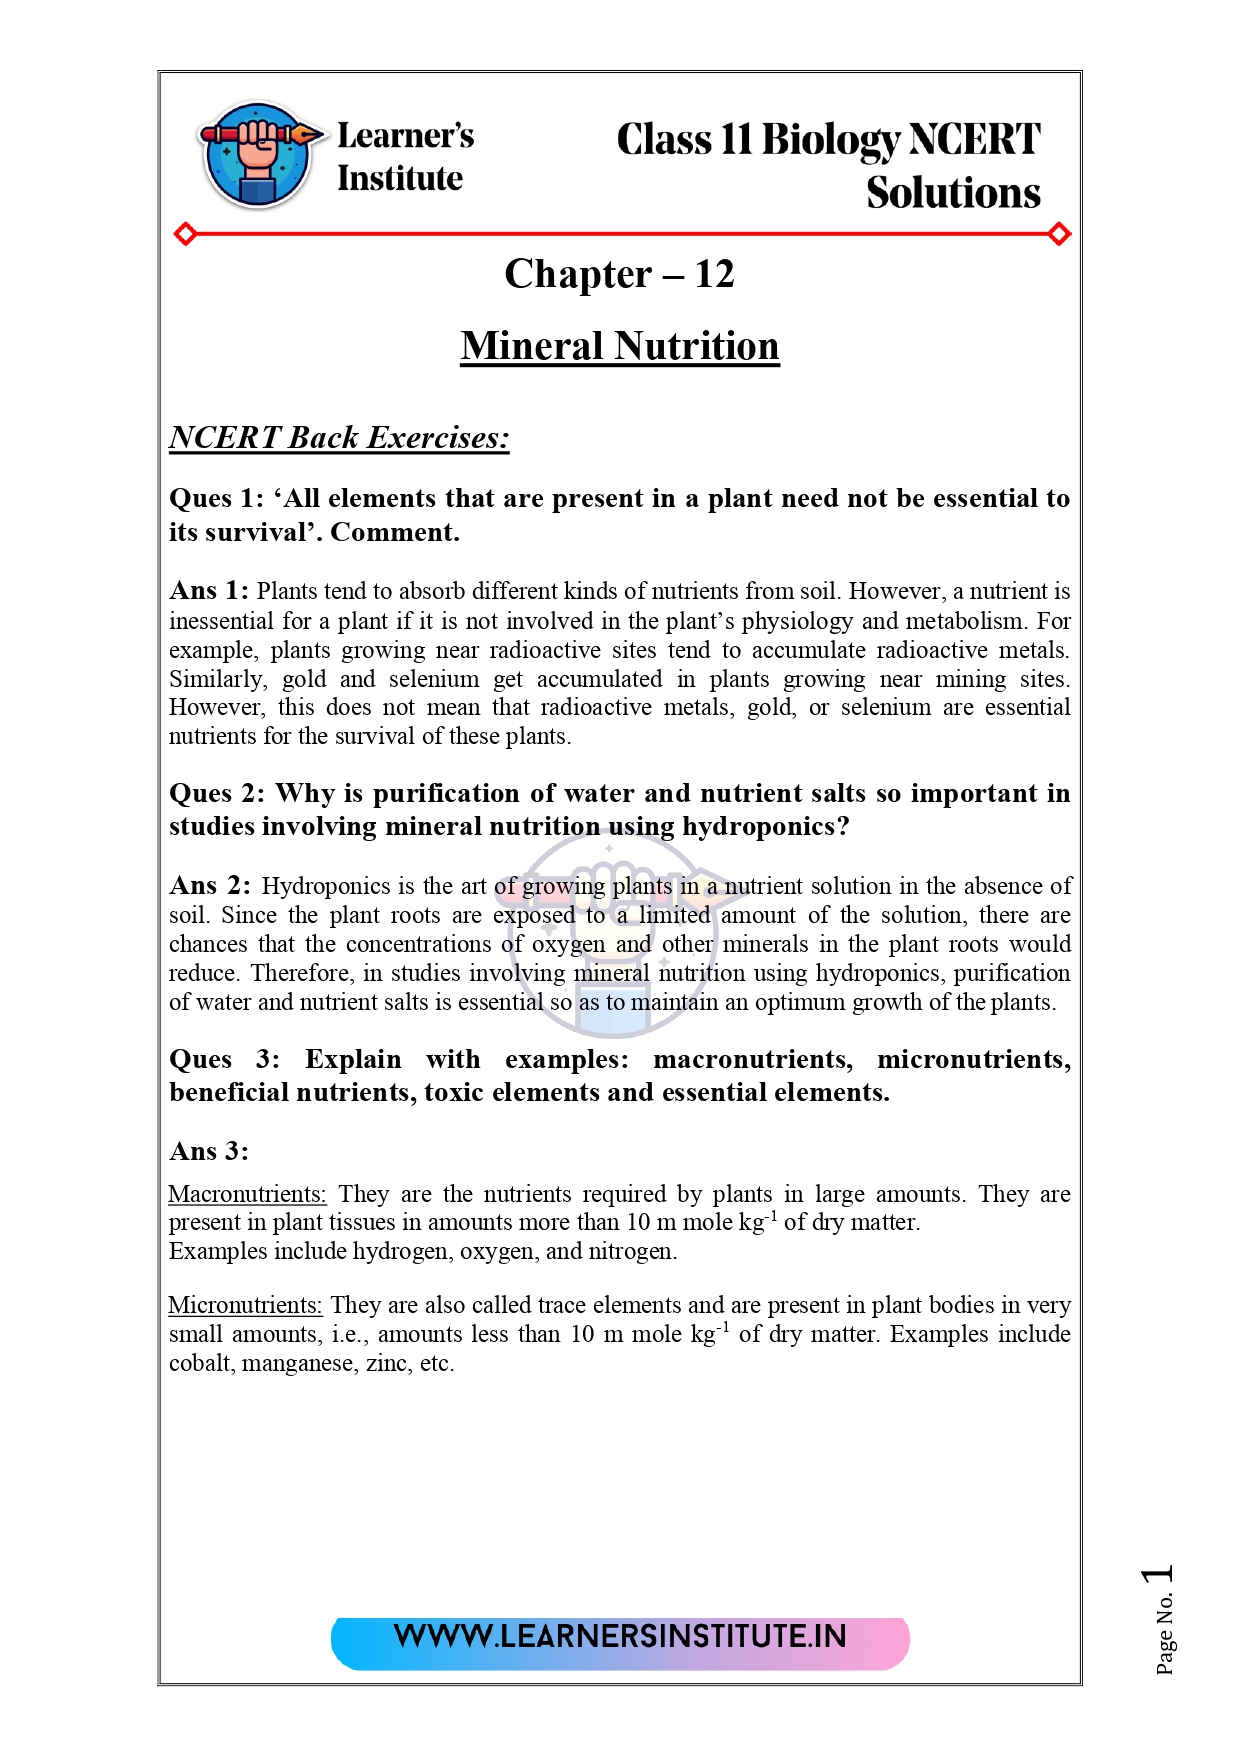 Learner's
Institute
Class 11 Biology NCERT
Solutions
Chapter – 12
Mineral Nutrition
NCERT Back Exercises:
Ques 1: ‘All elements that are present in a plant need not be essential to
its survival’. Comment.
Ans 1: Plants tend to absorb different kinds of nutrients from soil. However, a nutrient is
inessential for a plant if it is not involved in the plant’s physiology and metabolism. For
example, plants growing near radioactive sites tend to accumulate radioactive metals.
Similarly, gold and selenium get accumulated in plants growing near mining sites.
However, this does not mean that radioactive metals, gold, or selenium are essential
nutrients for the survival of these plants.
Ques 2: Why is purification of water and nutrient salts so important in
studies involving mineral nutrition using hydroponics?
Ans 2: Hydroponics is the art of growing plants in a nutrient solution in the absence of
soil. Since the plant roots are exposed to a limited amount of the solution, there are
chances that the concentrations of oxygen and other minerals in the plant roots would
reduce. Therefore, in studies involving mineral nutrition using hydroponics, purification
of water and nutrient salts is essential so as to maintain an optimum growth of the plants.
Ques 3: Explain with examples: macronutrients, micronutrients,
beneficial nutrients, toxic elements and essential elements.
Ans 3:
Macronutrients: They are the nutrients required by plants in large amounts. They are
present in plant tissues in amounts more than 10 m mole kg⁻¹ of dry matter.
Examples include hydrogen, oxygen, and nitrogen.
Micronutrients: They are also called trace elements and are present in plant bodies in very
small amounts, i.e., amounts less than 10 m mole kg⁻¹ of dry matter. Examples include
cobalt, manganese, zinc, etc.
WWW.LEARNERSINSTITUTE.IN
Page No. 1